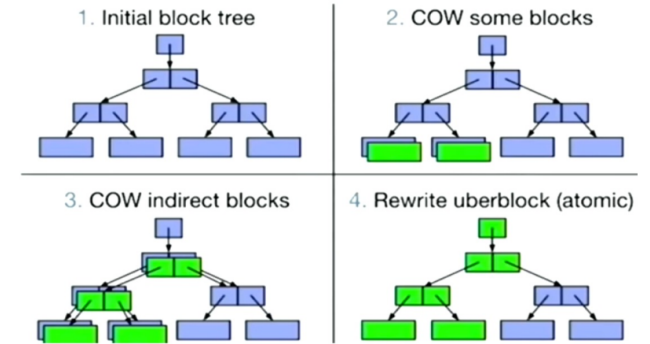 1. Initial block tree
2. COW some blocks
3. COW indirect blocks
4. Rewrite uberblock (atomic)